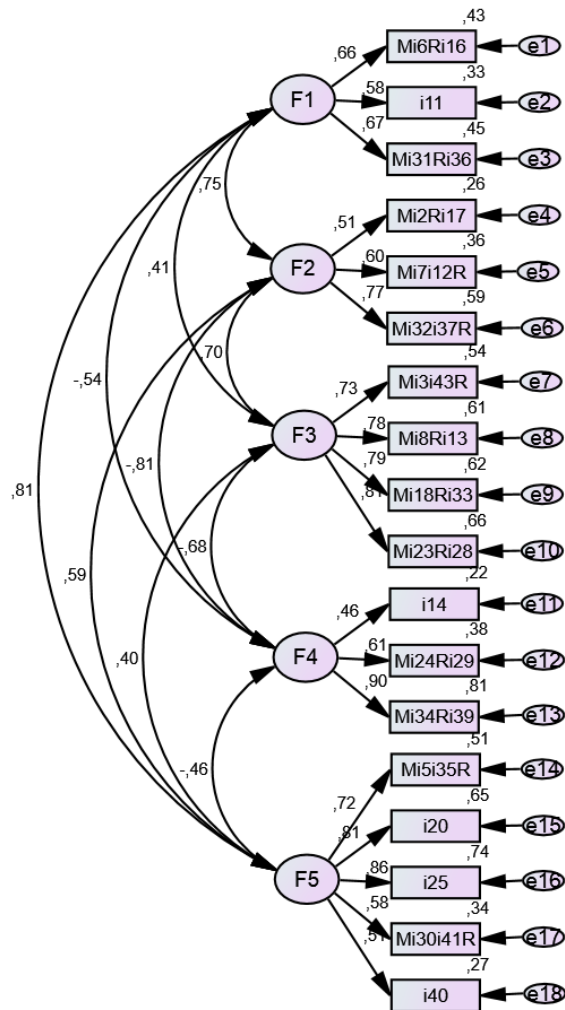 ,43
,66
Mi6Ri16
e1
,33
F1
,58
i11
e2
,67
,45
Mi31Ri36
e3
,75
,26
,51
Mi2Ri17
e4
,36
,41
F2
,60
Mi7i12R
e5
,77
,59
Mi32i37R
e6
,70
,54
-,54
,73
Mi3i43R
e7
,61
F3
,78
Mi8Ri13
e8
,79
,62
-,81
,81
Mi18Ri33
e9
,81
,66
-,68
Mi23Ri28
e10
,59
,22
,46
i14
e11
,38
,40
F4
,61
Mi24Ri29
e12
,90
,81
Mi34Ri39
e13
,51
-,46
Mi5i35R
e14
,72
,65
,81
i20
e15
,74
F5
,86
i25
e16
,58
,34
Mi30i41R
e17
,51
,27
i40
e18